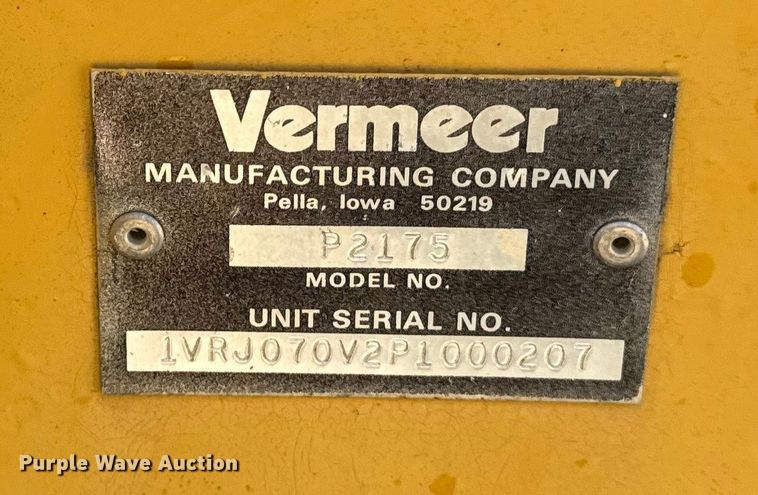 Vermeer
MANUFACTURING COMPANY
Pella, Iowa 50219
P2175
MODEL NO.
UNIT SERIAL NO.
1VRJ070V2P1000207
Purple Wave Auction